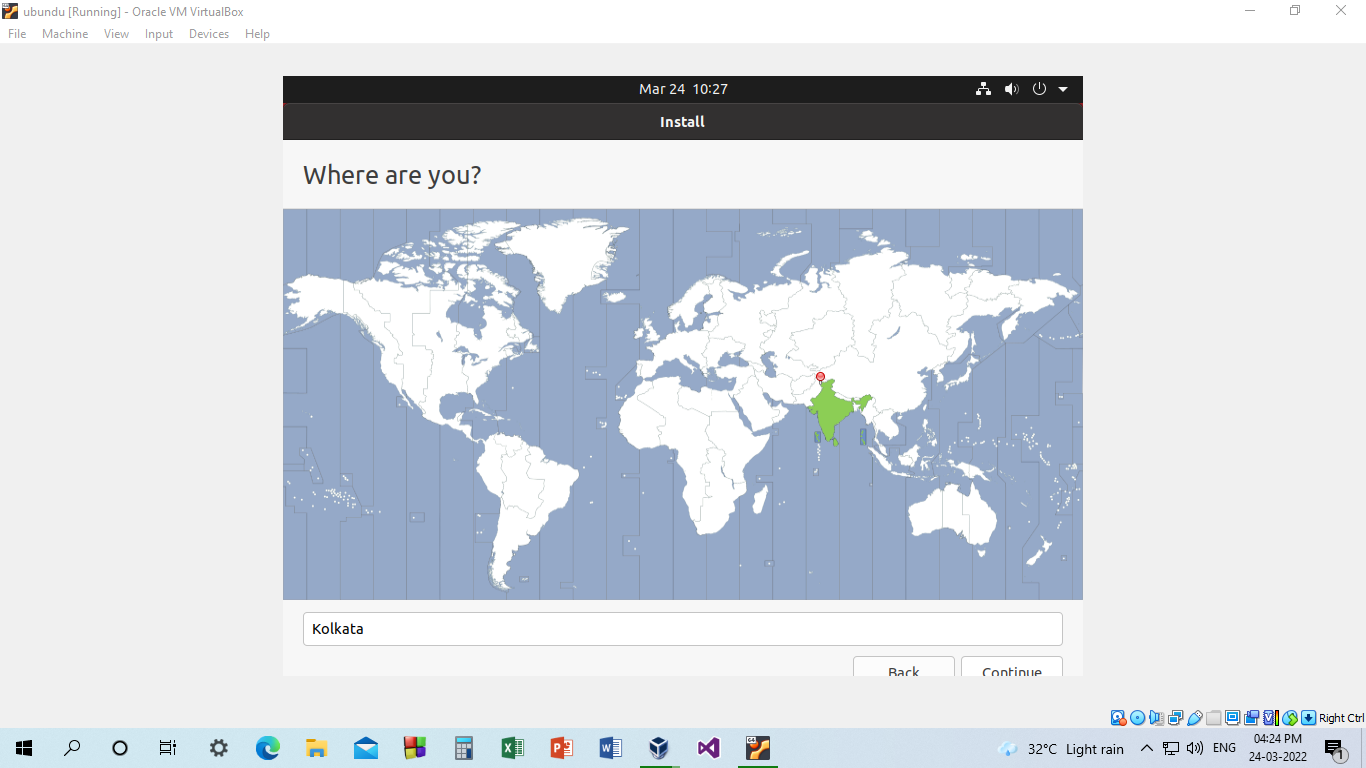 ubundu [Running] - Oracle VM VirtualBox
File Machine View Input Devices Help
Mar 24 10:27
Install
Where are you?
Kolkata
Back Continue
Right Ctrl
32°C Light rain ENG 04:24 PM
24-03-2022
1